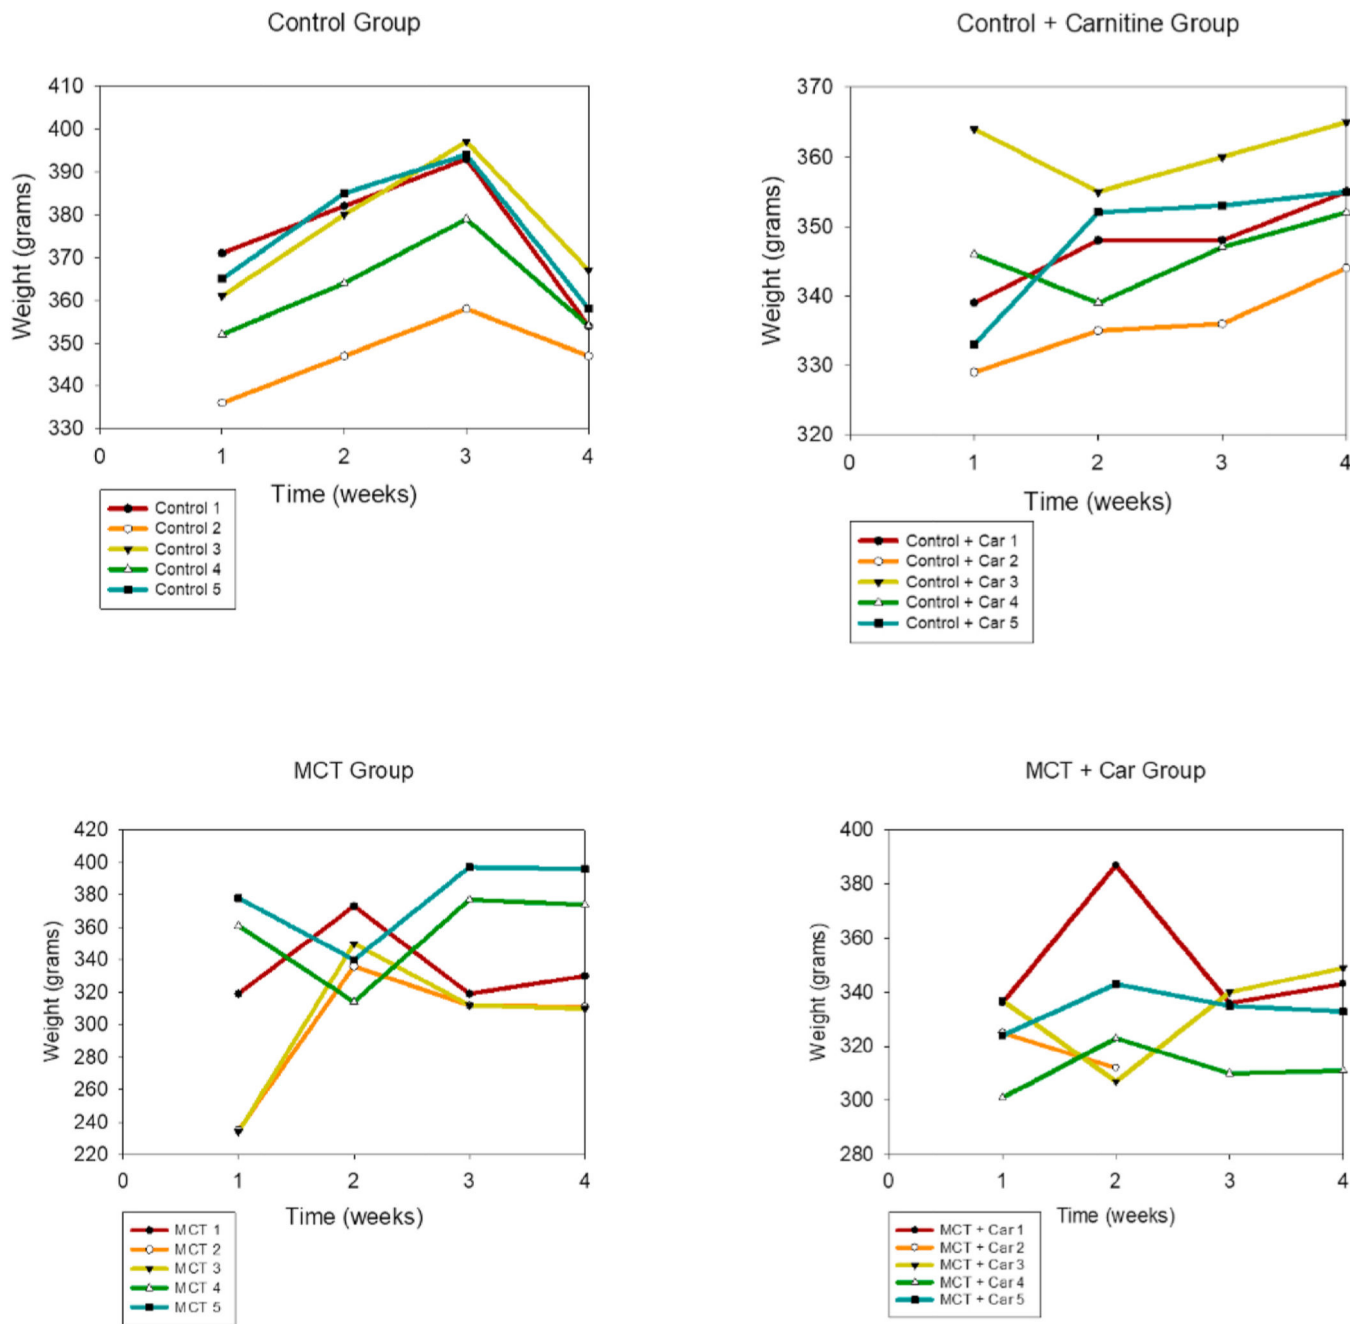 Control Group
410
400
390
380
370
360
350
340
330
Weight (grams)
0 1 2 3 4
Time (weeks)
Control 1
Control 2
Control 3
Control 4
Control 5
Control + Carnitine Group
370
360
350
340
330
320
Weight (grams)
0 1 2 3 4
Time (weeks)
Control + Car 1
Control + Car 2
Control + Car 3
Control + Car 4
Control + Car 5
MCT Group
420
400
380
360
340
320
300
280
260
240
220
Weight (grams)
0 1 2 3 4
Time (weeks)
MCT 1
MCT 2
MCT 3
MCT 4
MCT 5
MCT + Car Group
400
380
360
340
320
300
280
Weight (grams)
0 1 2 3 4
Time (weeks)
MCT + Car 1
MCT + Car 2
MCT + Car 3
MCT + Car 4
MCT + Car 5